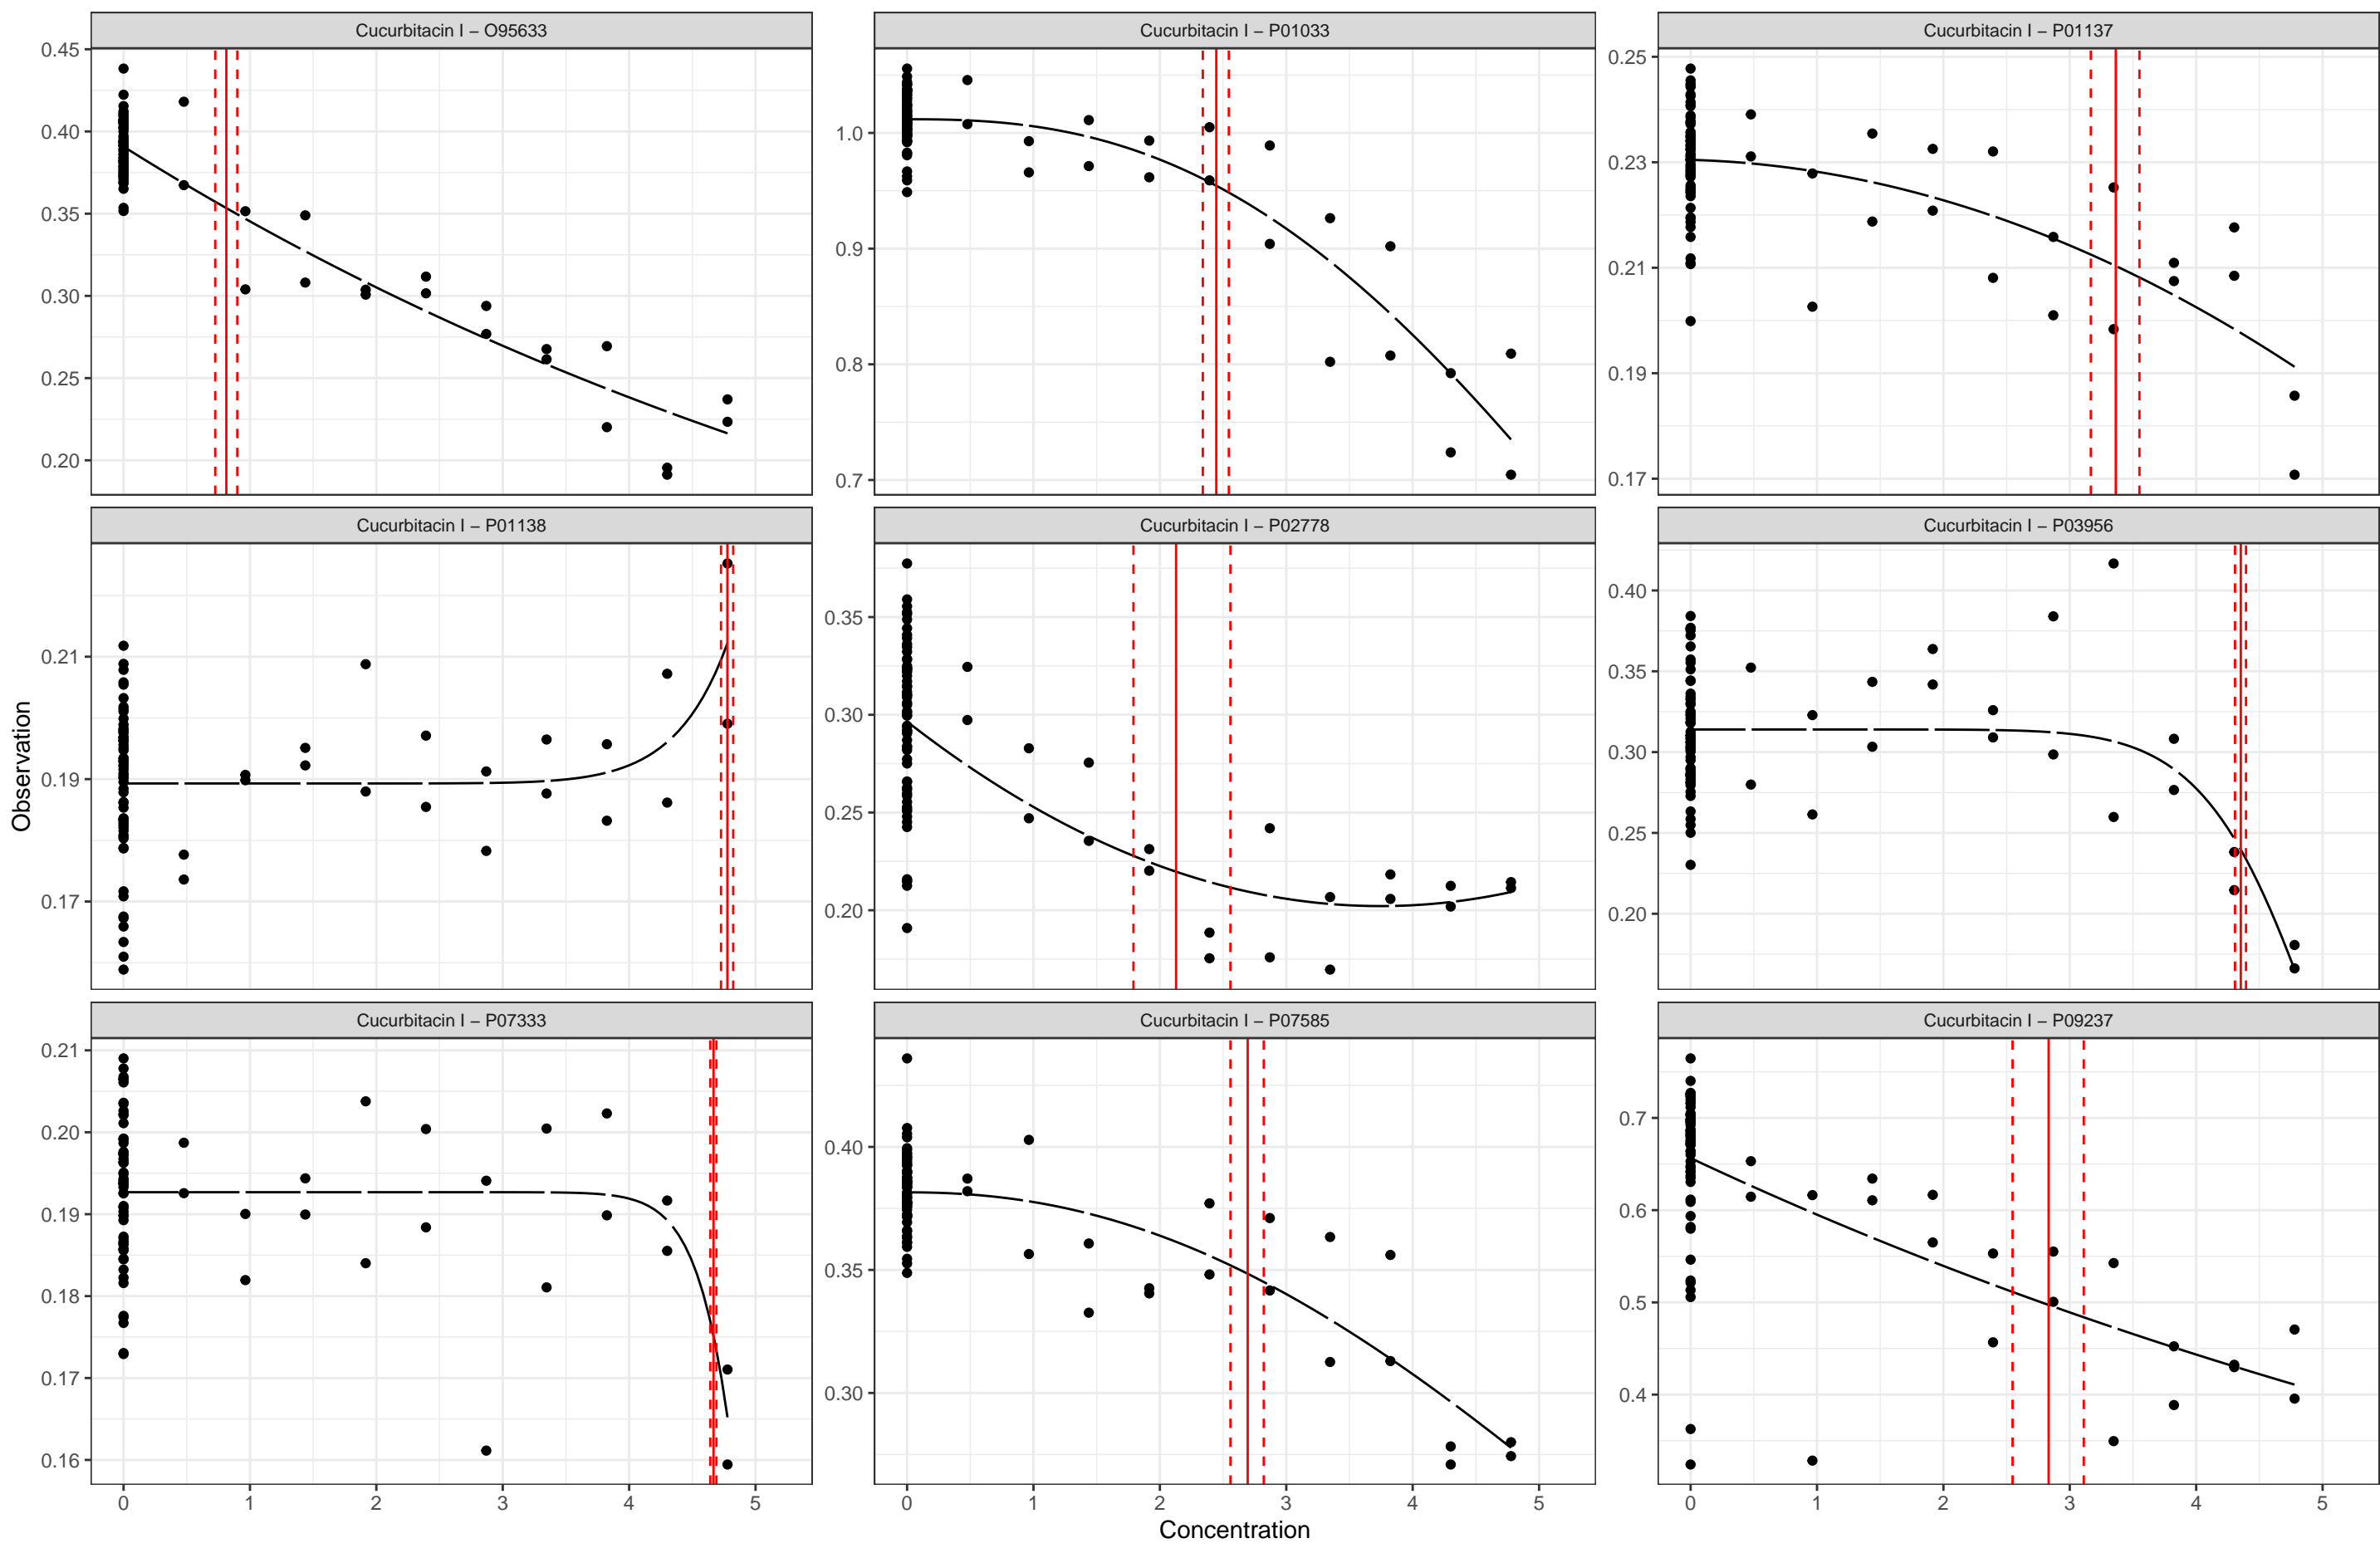 Cucurbitacin I – O95633
Cucurbitacin I – P01033
Cucurbitacin I – P01137
0.45
0.40
0.35
0.30
0.25
0.20
1.0
0.9
0.8
0.7
0.25
0.23
0.21
0.19
0.17
Cucurbitacin I – P01138
Cucurbitacin I – P02778
Cucurbitacin I – P03956
0.21
0.19
0.17
0.35
0.30
0.25
0.20
0.40
0.35
0.30
0.25
0.20
Observation
Cucurbitacin I – P07333
Cucurbitacin I – P07585
Cucurbitacin I – P09237
0.21
0.20
0.19
0.18
0.17
0.16
0.40
0.35
0.30
0.7
0.6
0.5
0.4
0 1 2 3 4 5
0 1 2 3 4 5
0 1 2 3 4 5
Concentration